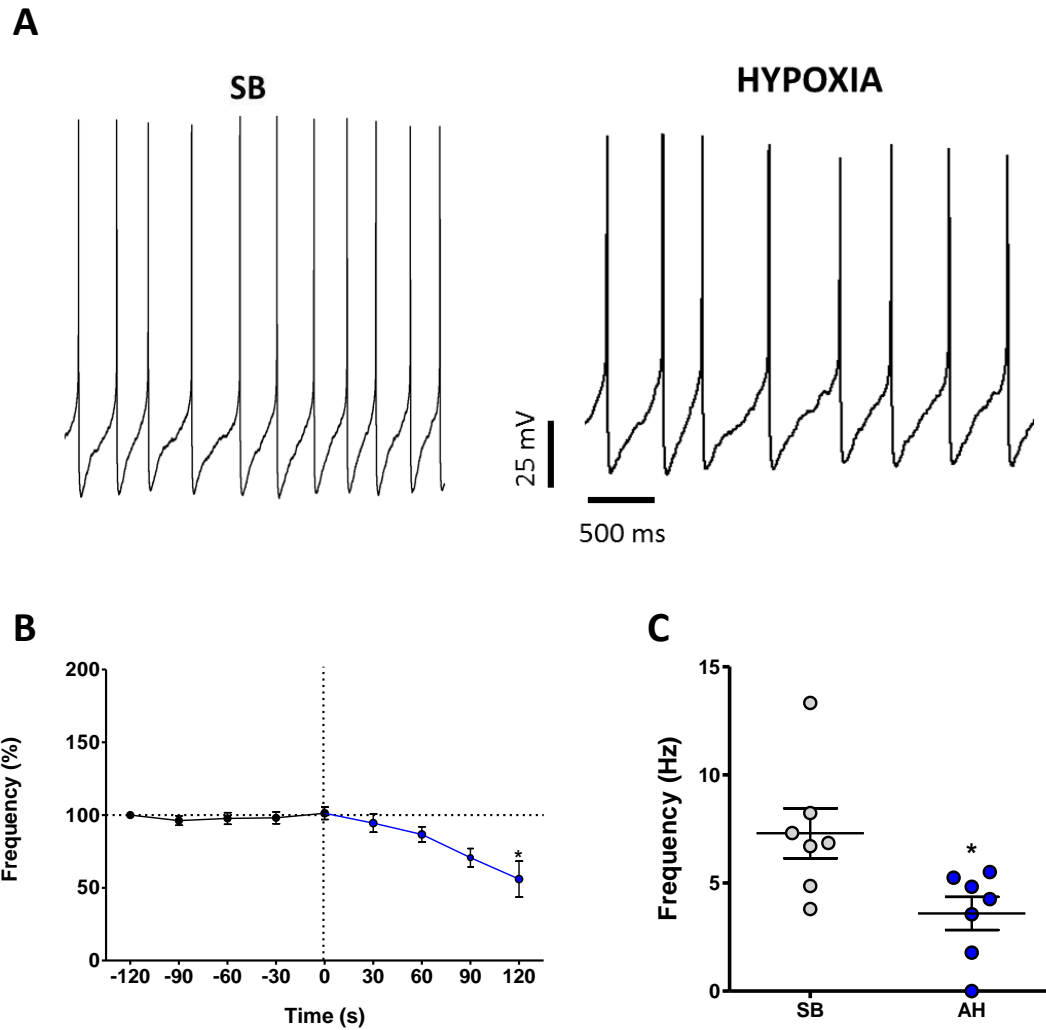 A
SB
HYPOXIA
25 mV
500 ms
B
C
Frequency (%)
200
150
100
50
0
*
-120 -90 -60 -30 0 30 60 90 120
Time (s)
Frequency (Hz)
15
10
5
0
*
SB AH